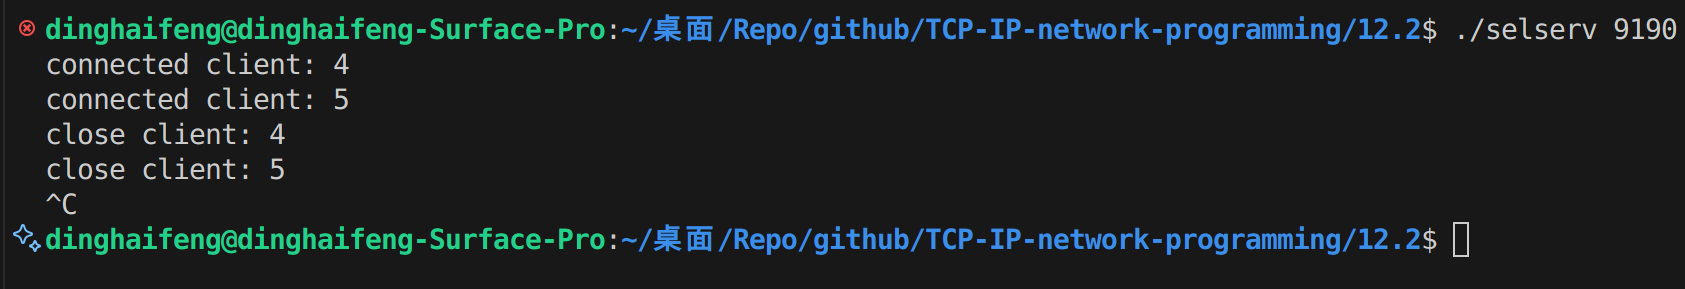 dinghaifeng@dinghaifeng-Surface-Pro:~/桌面/Repo/github/TCP-IP-network-programming/12.2$ ./selserv 9190
connected client: 4
connected client: 5
close client: 4
close client: 5
^C
dinghaifeng@dinghaifeng-Surface-Pro:~/桌面/Repo/github/TCP-IP-network-programming/12.2$